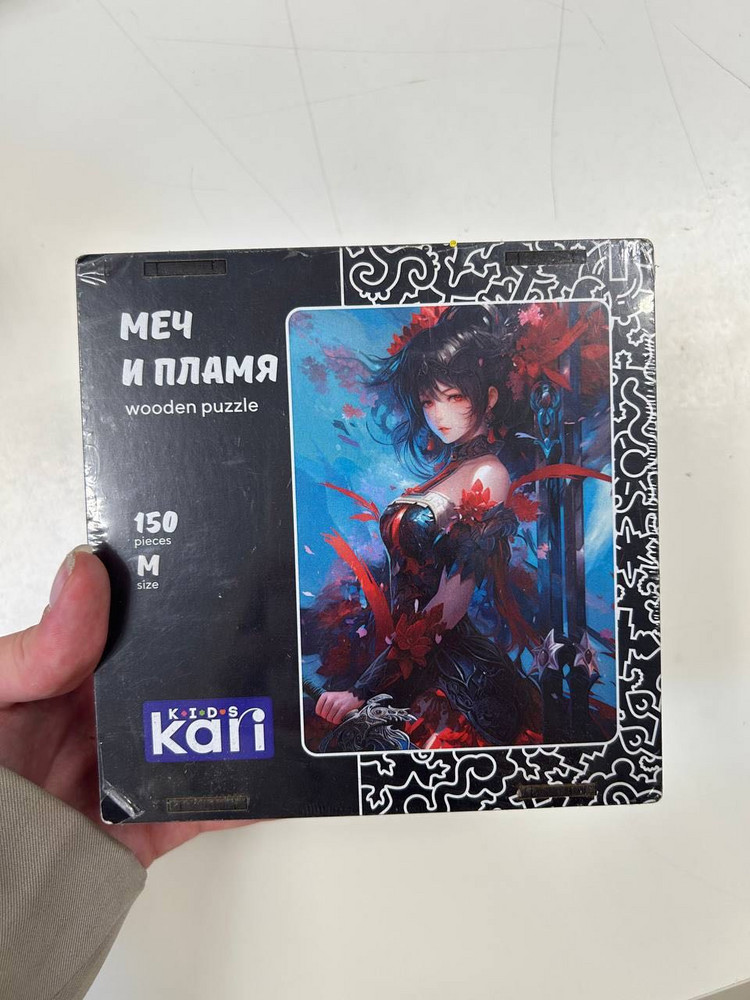 МЕЧ
И ПЛАМЯ
wooden puzzle
150
pieces
M
size
KIDS
kari